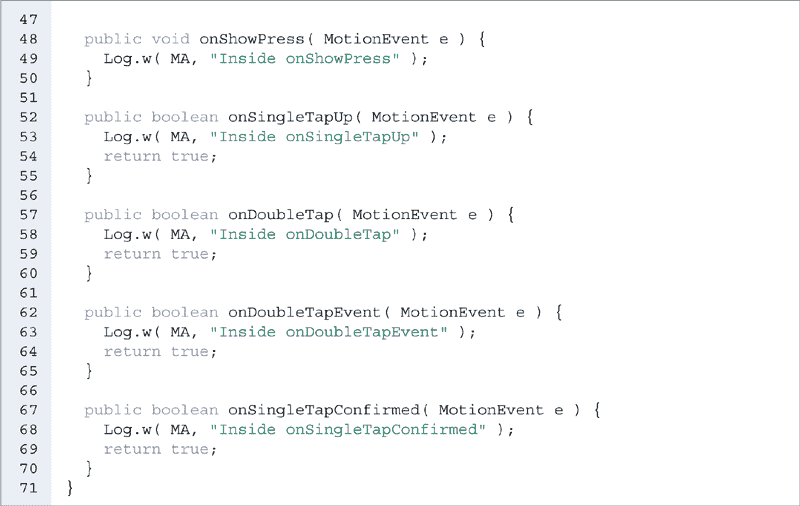 47
48 public void onShowPress( MotionEvent e ) {
49 Log.w( MA, "Inside onShowPress" );
50 }
51
52 public boolean onSingleTapUp( MotionEvent e ) {
53 Log.w( MA, "Inside onSingleTapUp" );
54 return true;
55 }
56
57 public boolean onDoubleTap( MotionEvent e ) {
58 Log.w( MA, "Inside onDoubleTap" );
59 return true;
60 }
61
62 public boolean onDoubleTapEvent( MotionEvent e ) {
63 Log.w( MA, "Inside onDoubleTapEvent" );
64 return true;
65 }
66
67 public boolean onSingleTapConfirmed( MotionEvent e ) {
68 Log.w( MA, "Inside onSingleTapConfirmed" );
69 return true;
70 }
71 }